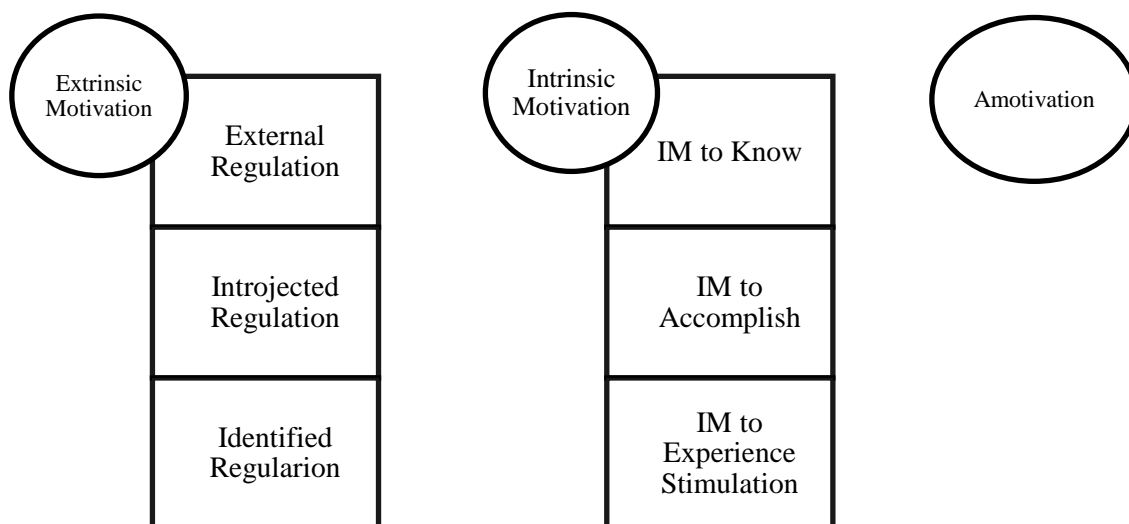 Extrinsic
Motivation
External
Regulation
Introjected
Regulation
Identified
Regularion
Intrinsic
Motivation
IM to Know
IM to
Accomplish
IM to
Experience
Stimulation
Amotivation